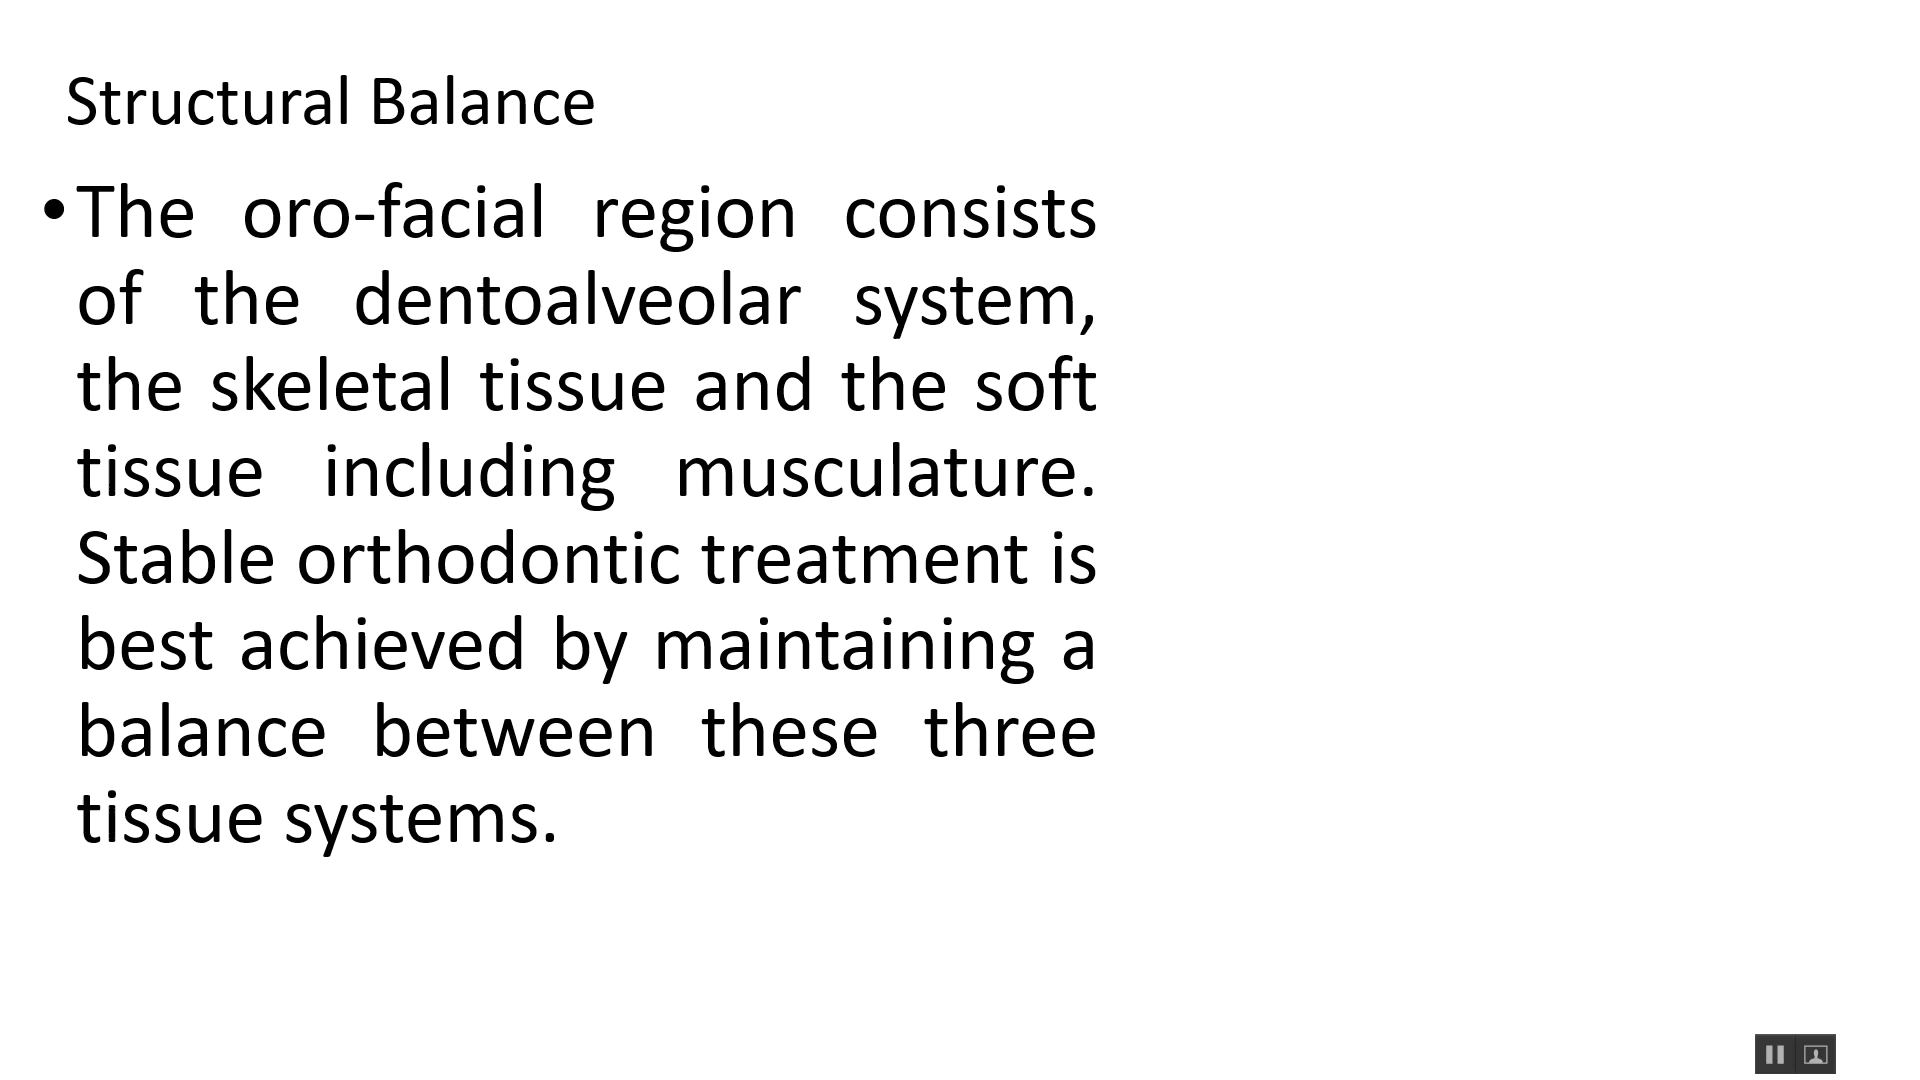 Structural Balance
• The oro-facial region consists
of the dentoalveolar system,
the skeletal tissue and the soft
tissue including musculature.
Stable orthodontic treatment is
best achieved by maintaining a
balance between these three
tissue systems.